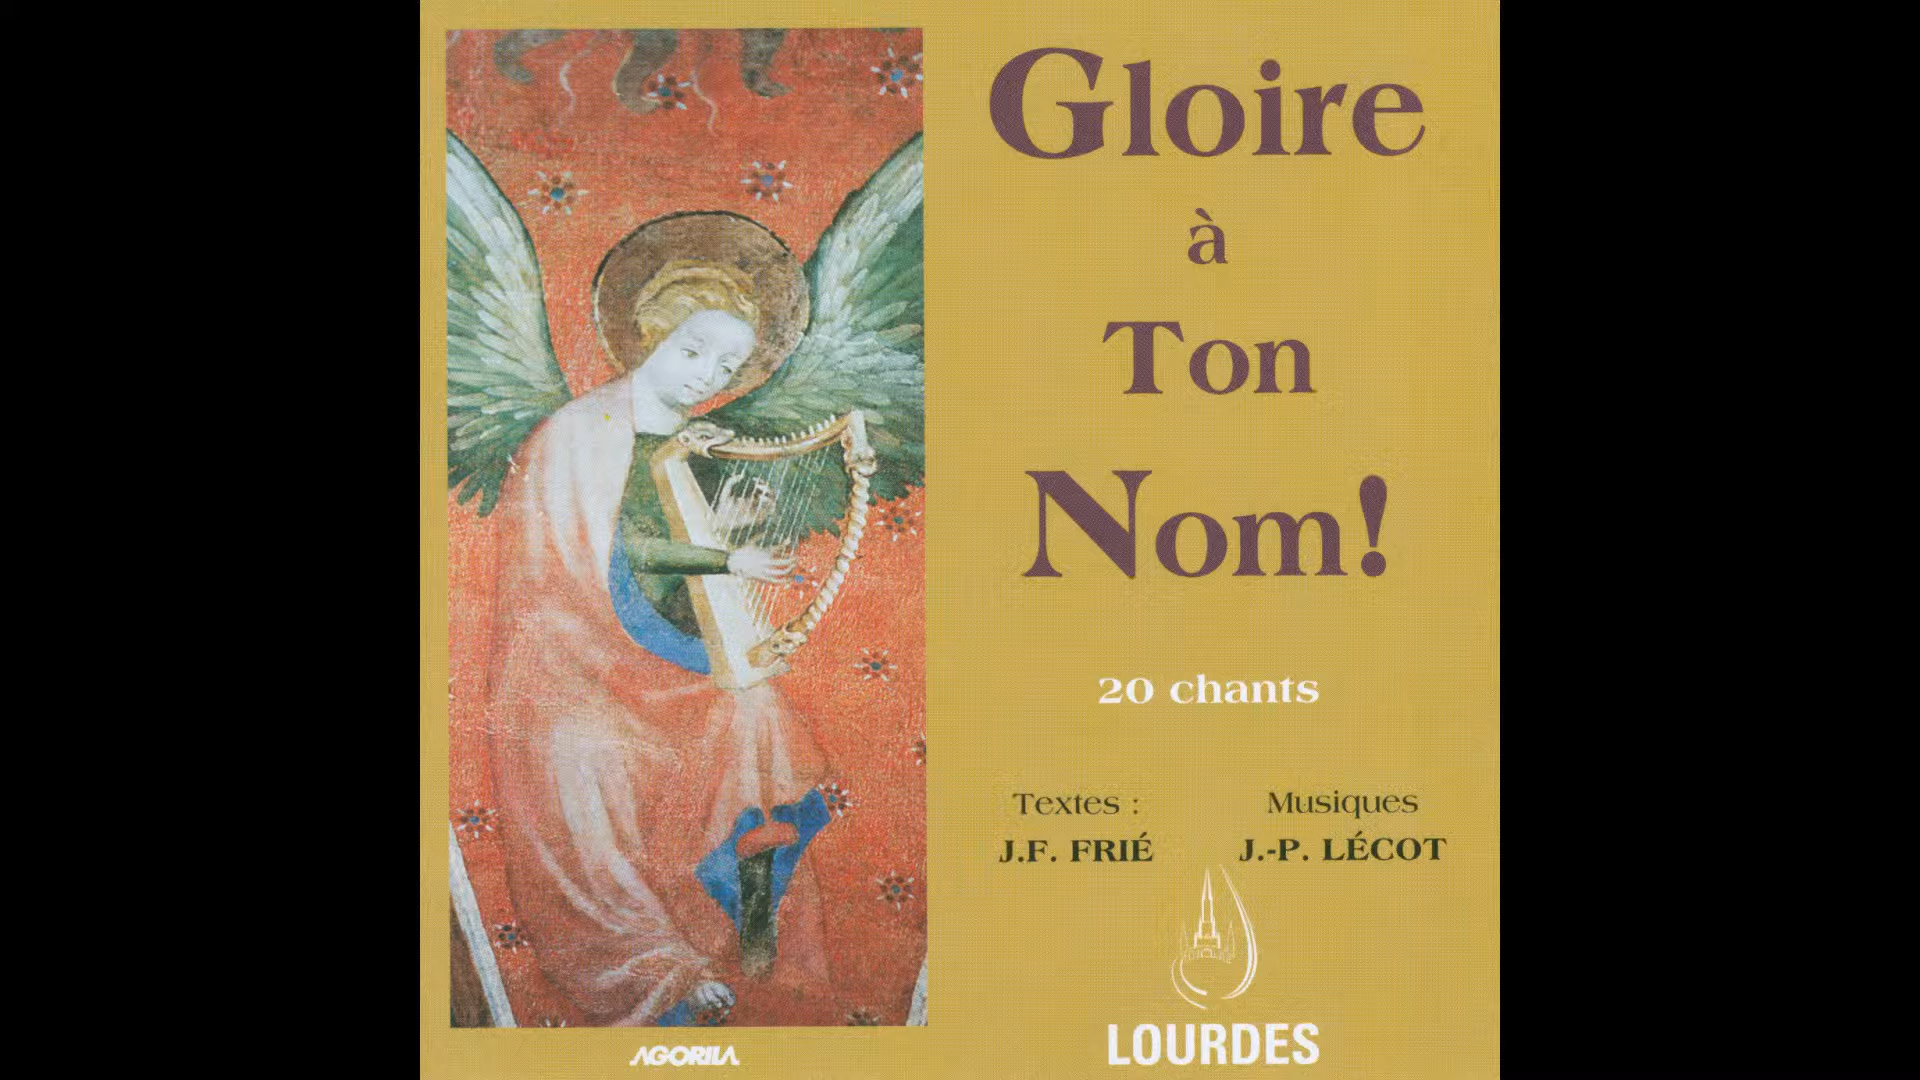 Gloire
à
Ton
Nom!
20 chants
Textes :
J.F. FRIÉ
Musiques
J.-P. LÉCOT
LOURDES
AGORILA